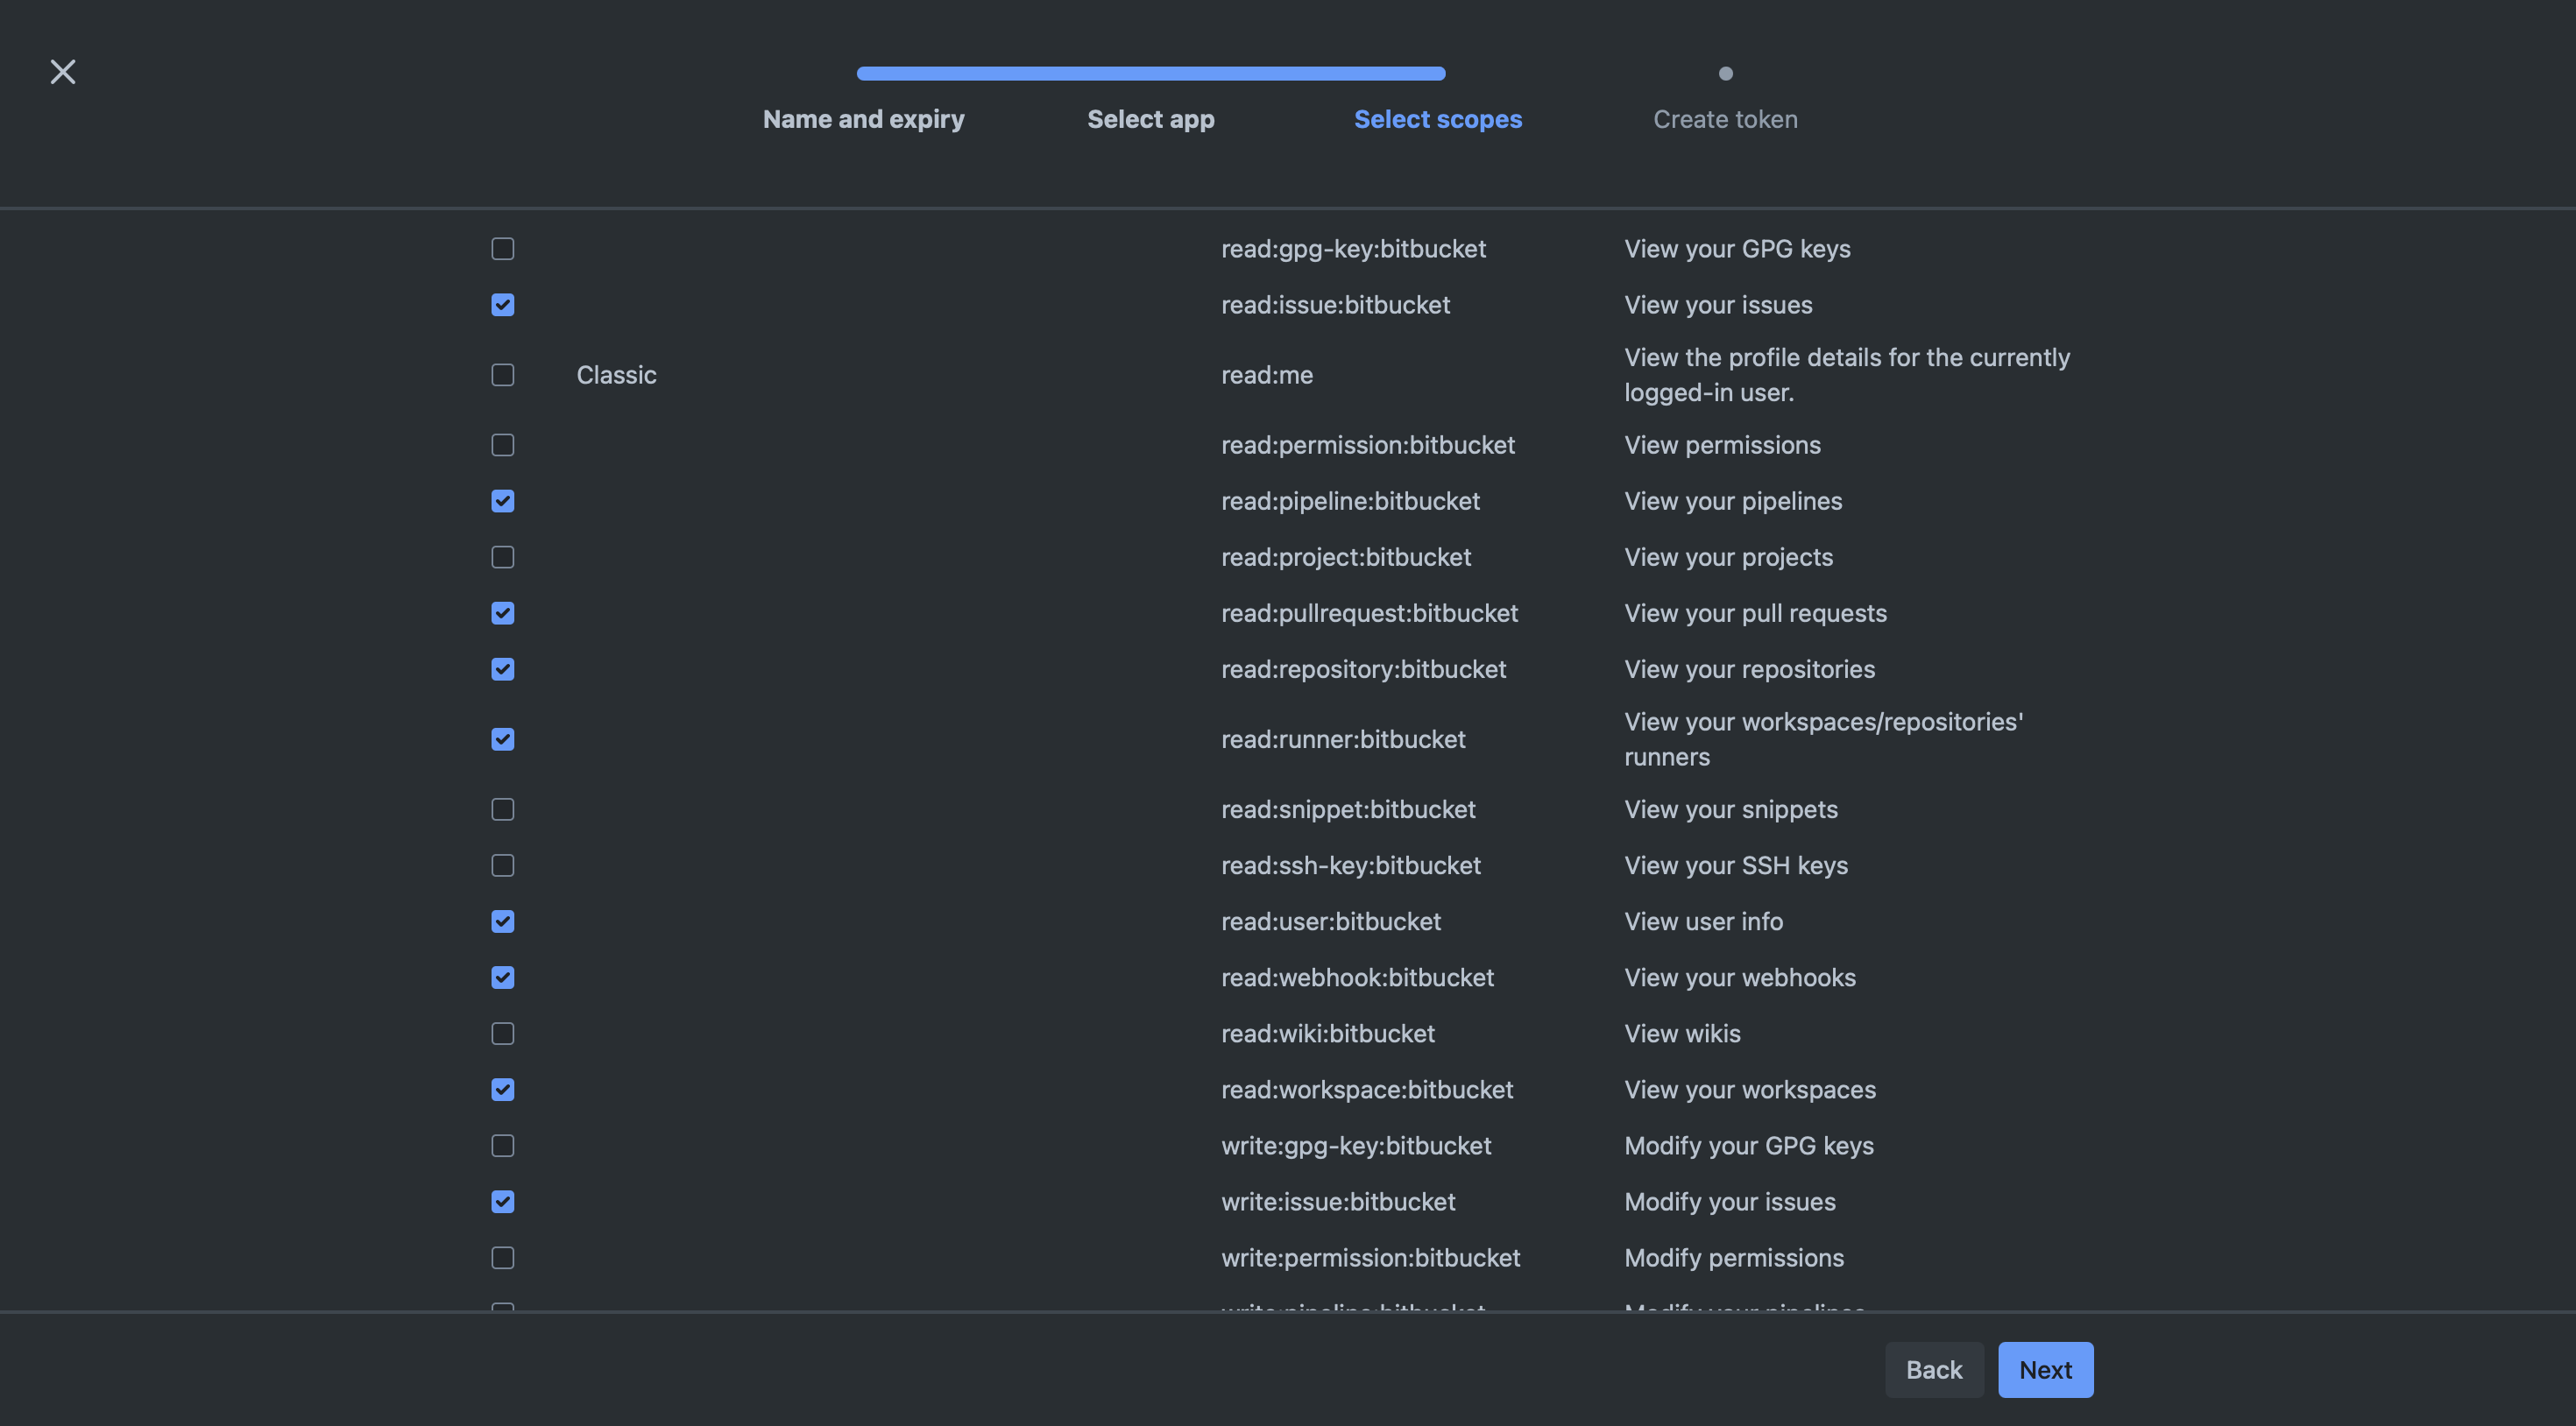 Name and expiry
Select app
Select scopes
Create token
read:gpg-key:bitbucket View your GPG keys
read:issue:bitbucket View your issues
Classic read:me View the profile details for the currently
logged-in user.
read:permission:bitbucket View permissions
read:pipeline:bitbucket View your pipelines
read:project:bitbucket View your projects
read:pullrequest:bitbucket View your pull requests
read:repository:bitbucket View your repositories
read:runner:bitbucket View your workspaces/repositories'
runners
read:snippet:bitbucket View your snippets
read:ssh-key:bitbucket View your SSH keys
read:user:bitbucket View user info
read:webhook:bitbucket View your webhooks
read:wiki:bitbucket View wikis
read:workspace:bitbucket View your workspaces
write:gpg-key:bitbucket Modify your GPG keys
write:issue:bitbucket Modify your issues
write:permission:bitbucket Modify permissions
write:pipeline:bitbucket Modify your pipelines
Back
Next